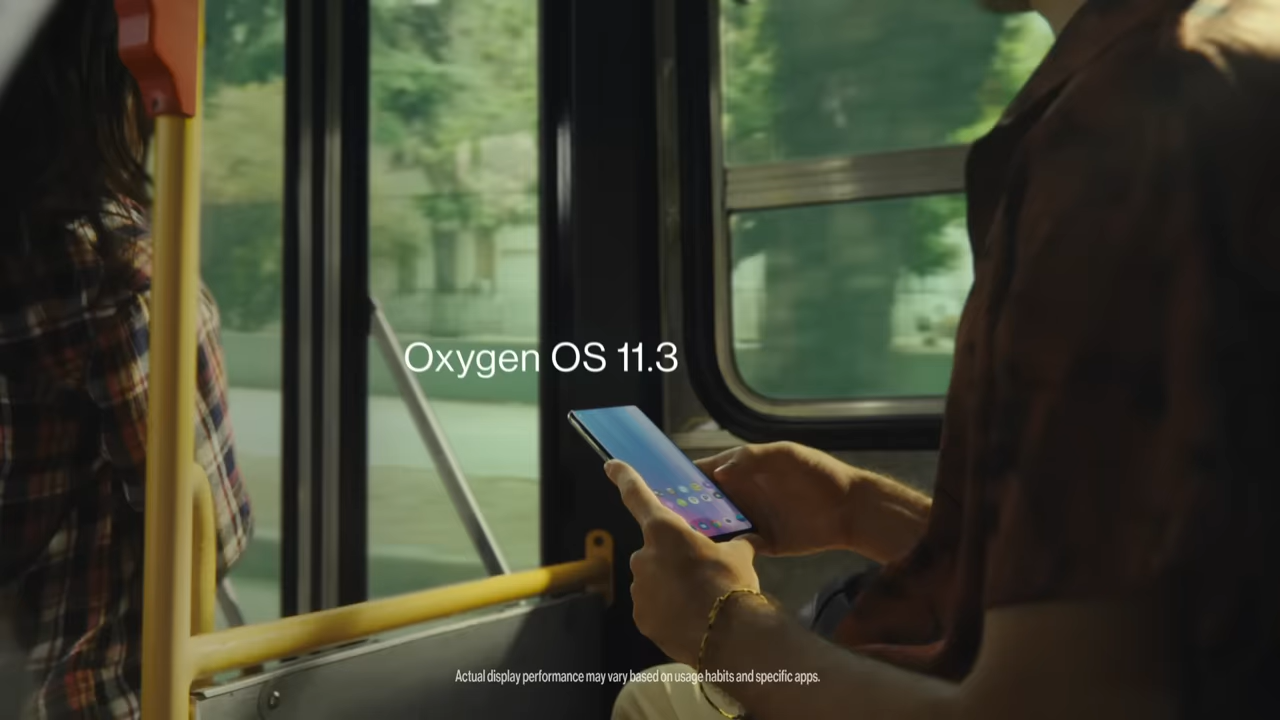 Oxygen OS 11.3
Actual display performance may vary based on usage habits and specific apps.